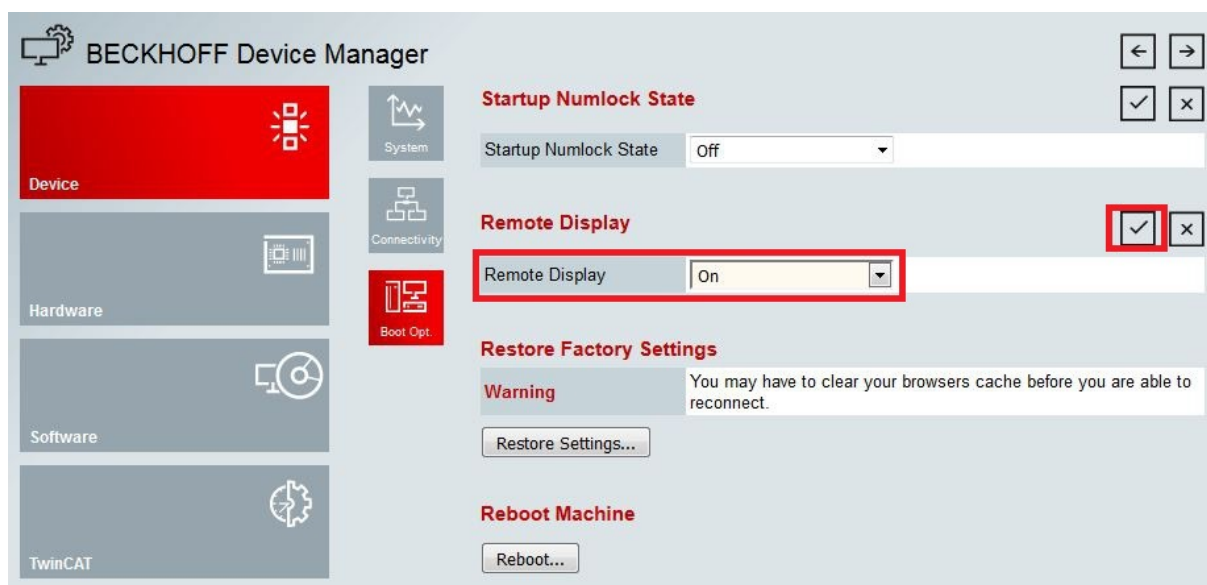 BECKHOFF Device Manager
Device
Hardware
Software
TwinCAT
System
Connectivity
Boot Opt.
Startup Numlock State
Startup Numlock State Off
Remote Display
Remote Display On
Restore Factory Settings
Warning You may have to clear your browsers cache before you are able to
reconnect.
Restore Settings...
Reboot Machine
Reboot...